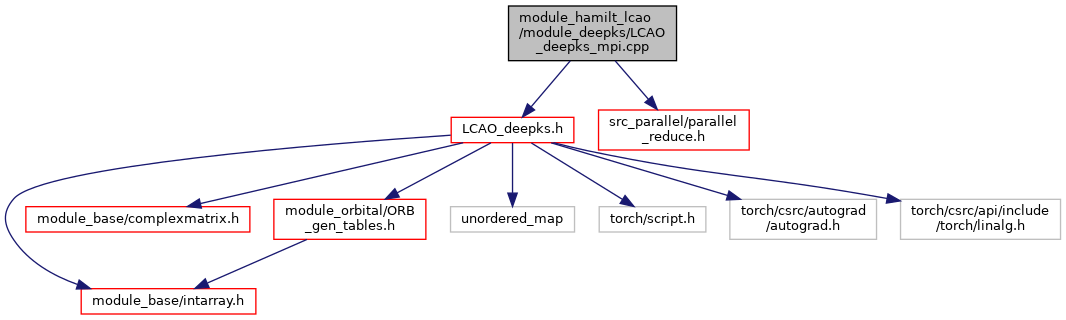 module_hamilt_lcao
/module_deepks/LCAO
_deepks_mpi.cpp
LCAO_deepks.h
src_parallel/parallel
_reduce.h
module_base/complexmatrix.h
module_orbital/ORB
_gen_tables.h
unordered_map
torch/script.h
torch/csrc/autograd
/autograd.h
torch/csrc/api/include
/torch/linalg.h
module_base/intarray.h